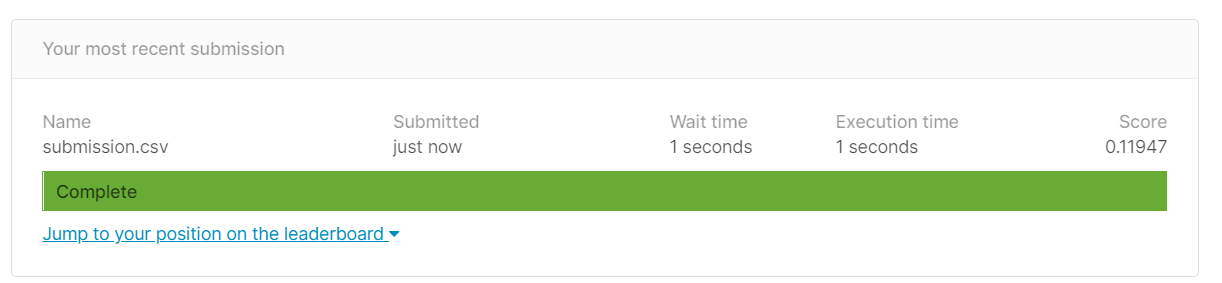 Your most recent submission
Name Submitted Wait time Execution time Score
submission.csv just now 1 seconds 1 seconds 0.11947
Complete
Jump to your position on the leaderboard